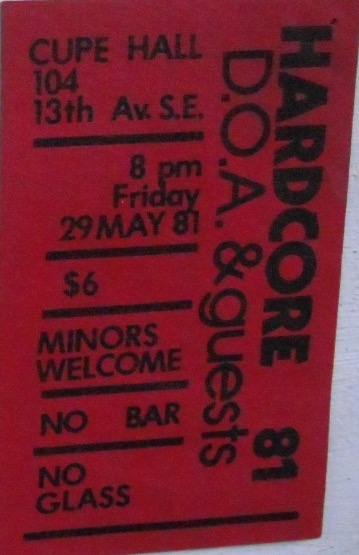 HARDCORE 81
D.O.A. & guests
CUPE HALL
104
13th Av. S.E.
8 pm
Friday
29 MAY 81
$6
MINORS
WELCOME
NO BAR
NO
GLASS